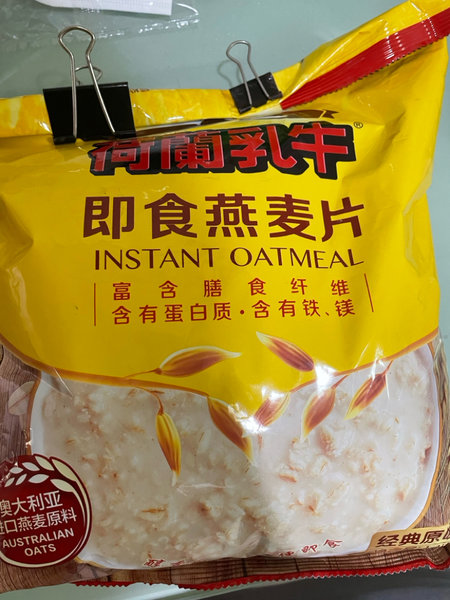 荷蘭乳牛®
即食燕麦片
INSTANT OATMEAL
富含膳食纤维
含有蛋白质·含有铁、镁
澳大利亚
进口燕麦原料
AUSTRALIAN
OATS
经典原